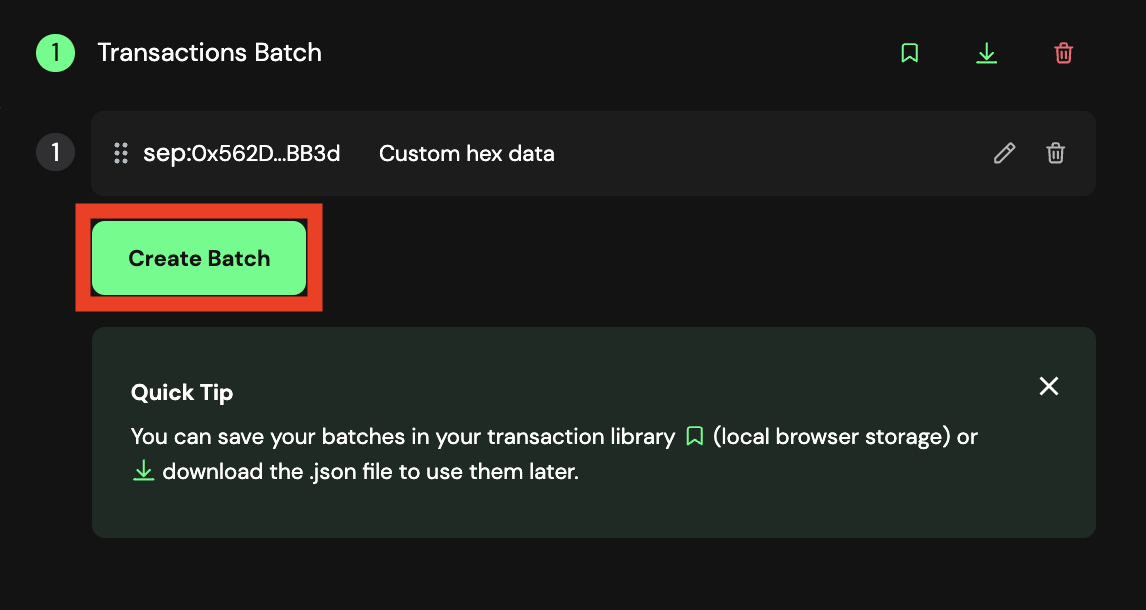 1 Transactions Batch
1 sep:0x562D...BB3d Custom hex data
Create Batch
Quick Tip
You can save your batches in your transaction library (local browser storage) or
download the .json file to use them later.